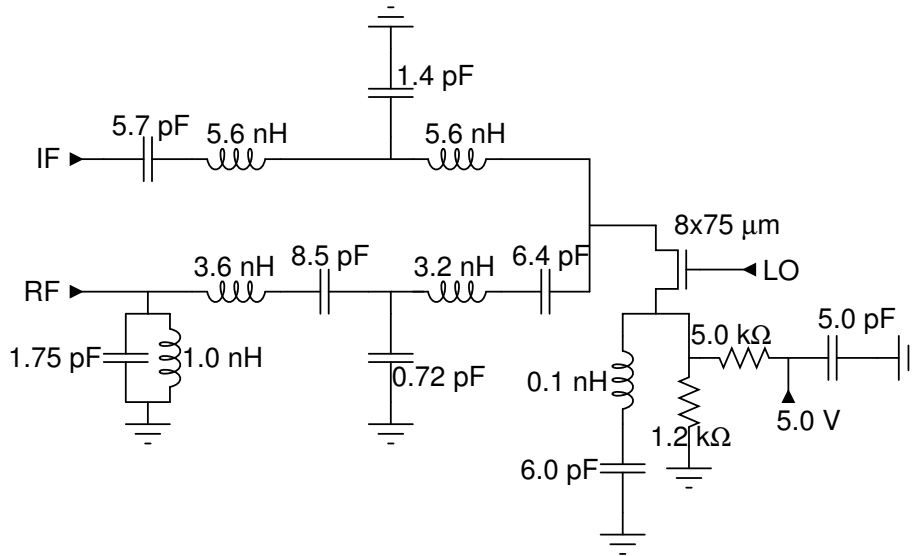 1.4 pF
5.7 pF
5.6 nH
5.6 nH
IF
8x75 μm
3.6 nH
8.5 pF
3.2 nH
6.4 pF
RF
LO
1.75 pF
1.0 nH
0.72 pF
0.1 nH
5.0 kΩ
5.0 pF
5.0 V
1.2 kΩ
6.0 pF